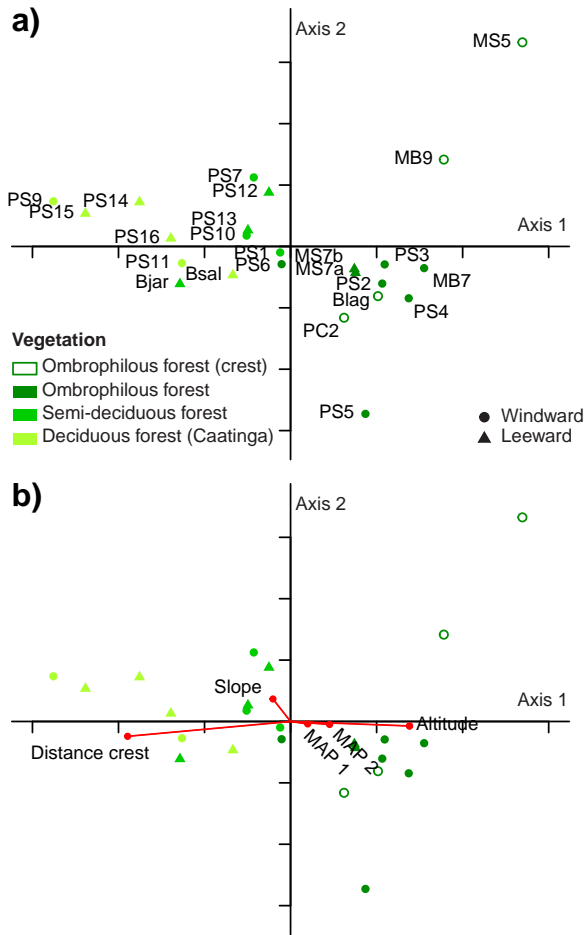 a)
Axis 2
MS5
MB9
PS7
PS12
PS9
PS14
PS15
PS13
PS10
PS16
Axis 1
PS1
MS7b
PS3
PS11
PS6
MS7a
Bsal
Bjar
PS2
MB7
Blag
PS4
PC2
Vegetation
Ombrophilous forest (crest)
Ombrophilous forest
Semi-deciduous forest
Deciduous forest (Caatinga)
PS5
Windward
Leeward
b)
Axis 2
Slope
Axis 1
Altitude
Distance crest
MAP 1
MAP 2